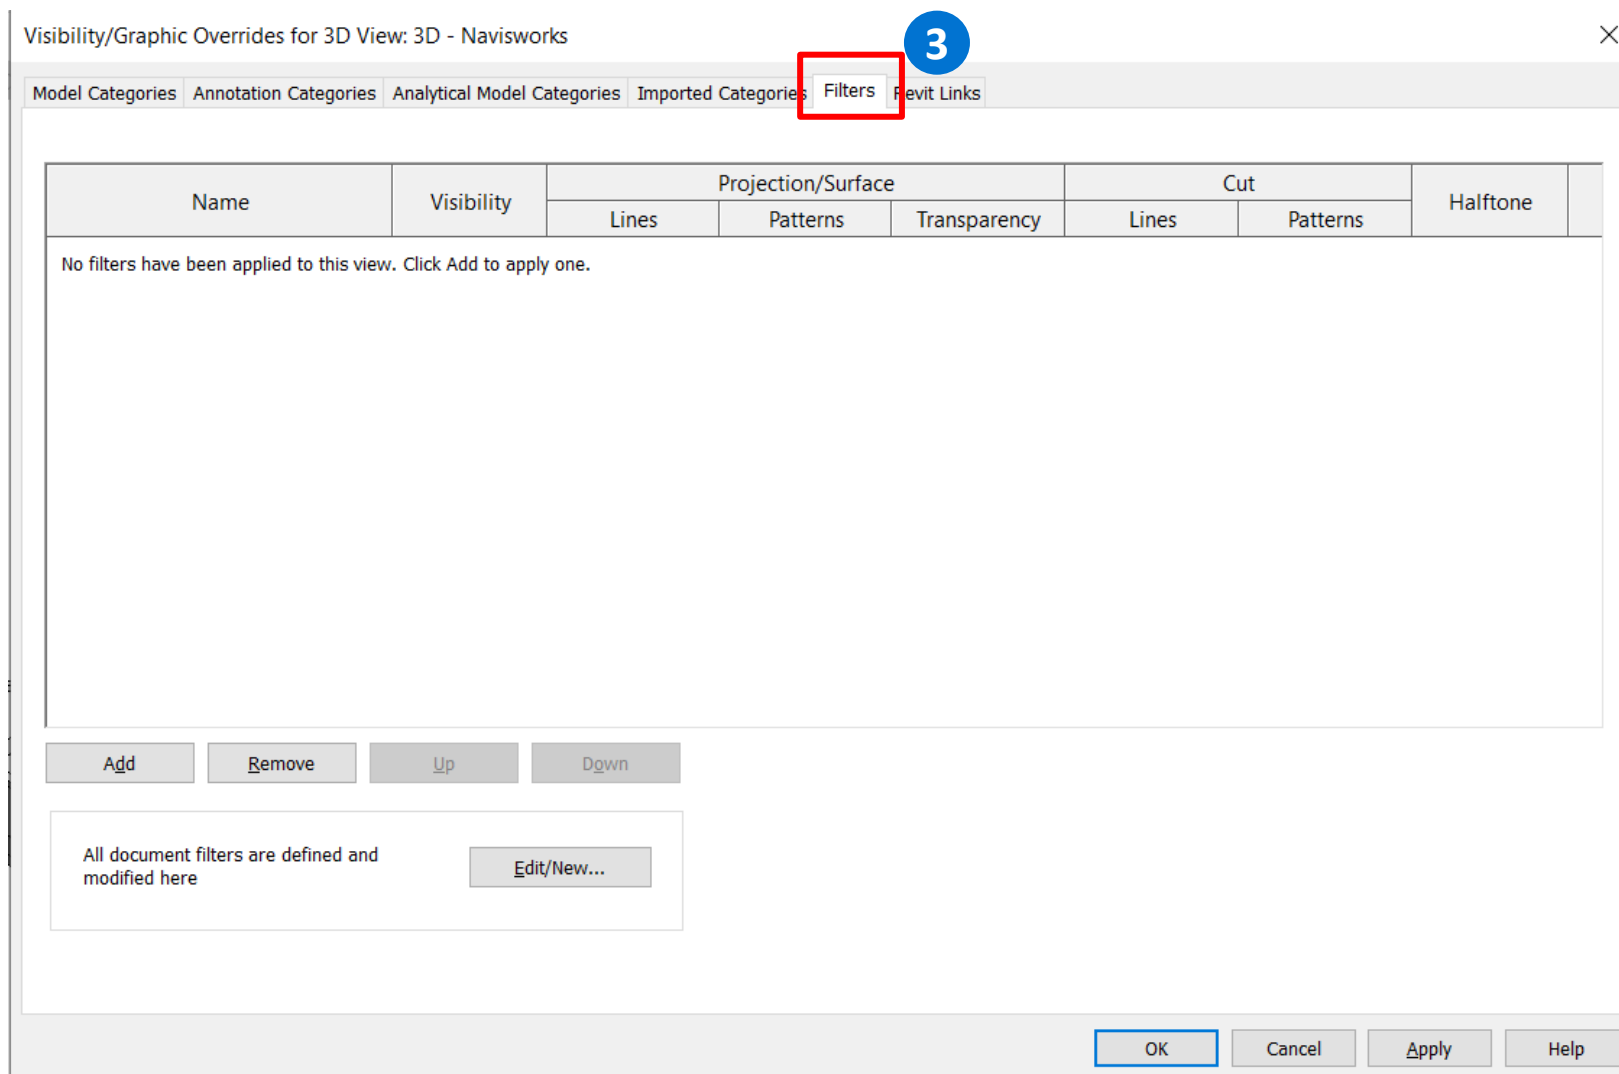 Visibility/Graphic Overrides for 3D View: 3D - Navisworks
3
Model Categories Annotation Categories Analytical Model Categories Imported Categories Filters Revit Links
Name Visibility Projection/Surface Cut Halftone
Lines Patterns Transparency Lines Patterns
No filters have been applied to this view. Click Add to apply one.
Add Remove Up Down
All document filters are defined and
modified here
Edit/New...
OK Cancel Apply Help